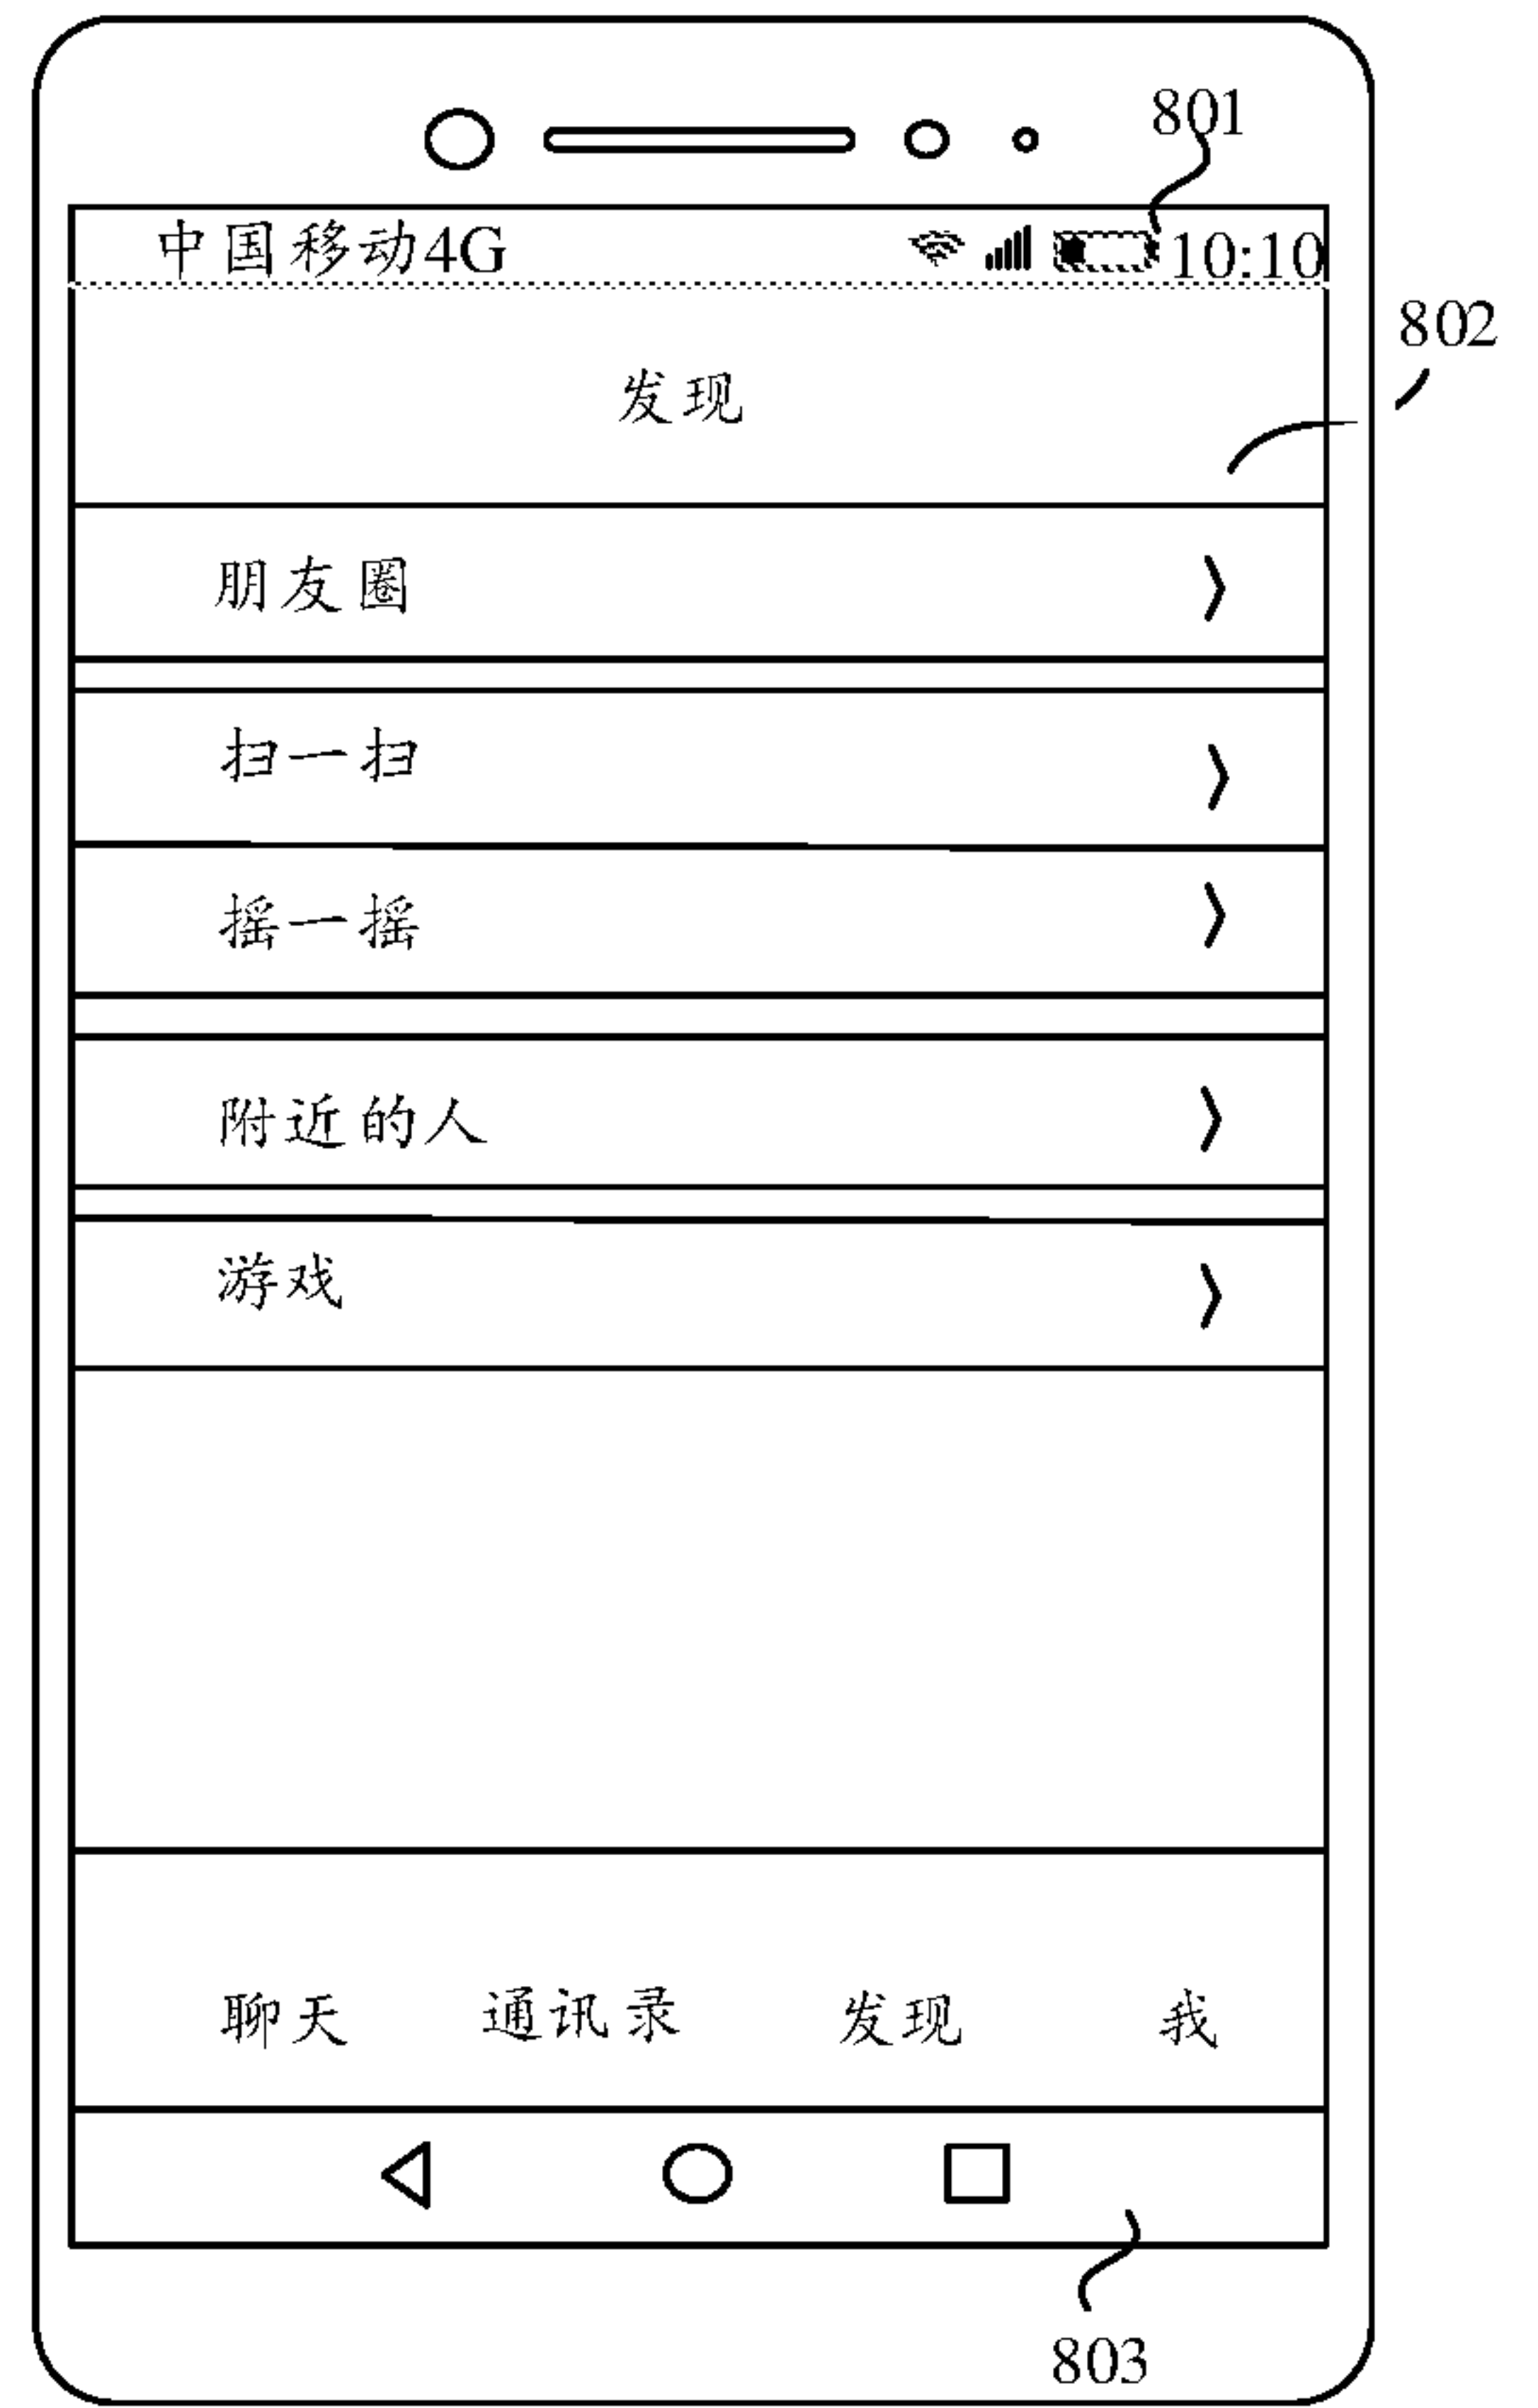 801
中国移动4G 10:10
802
发现
朋友圈
扫一扫
摇一摇
附近的人
游戏
聊天 通讯录 发现 我
803